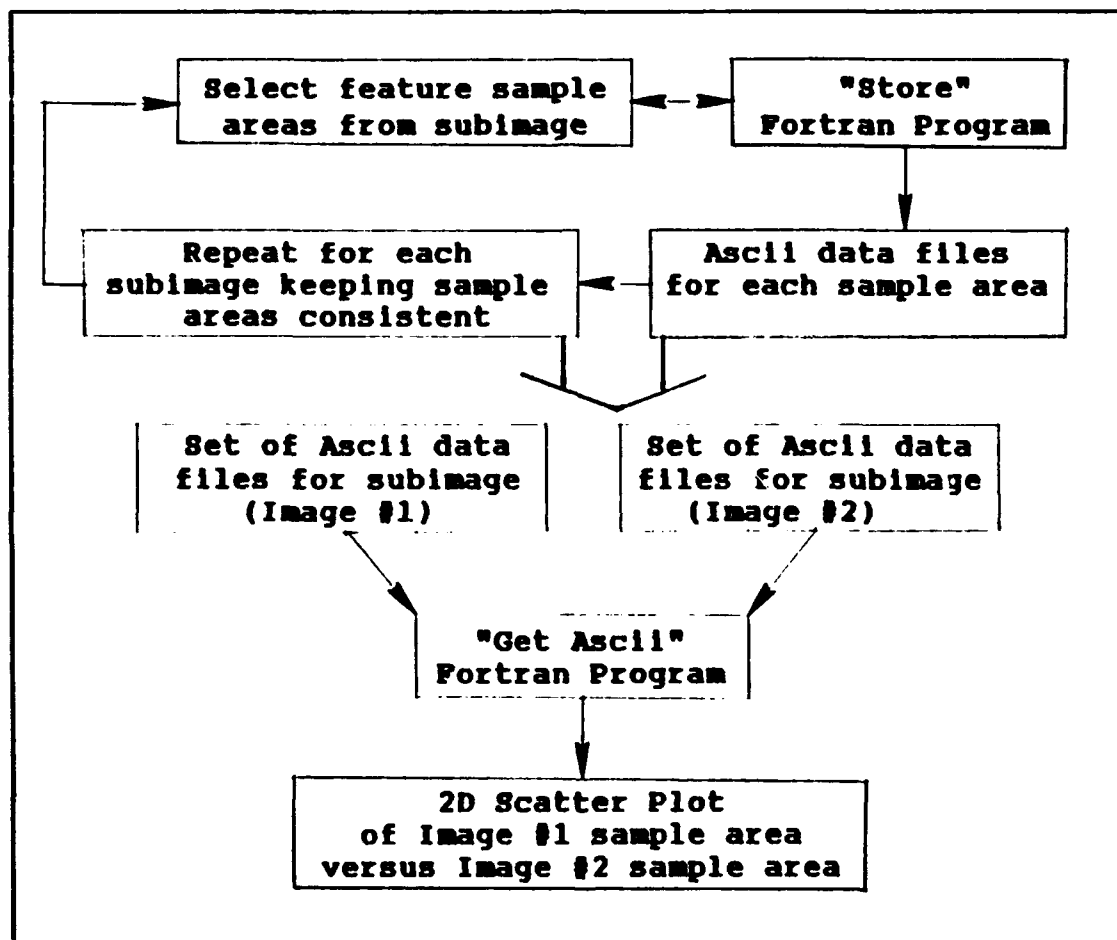 Select feature sample
areas from subimage
"Store"
Fortran Program
Repeat for each
subimage keeping sample
areas consistent
Ascii data files
for each sample area
Set of Ascii data
files for subimage
(Image #1)
Set of Ascii data
files for subimage
(Image #2)
"Get Ascii"
Fortran Program
2D Scatter Plot
of Image #1 sample area
versus Image #2 sample area